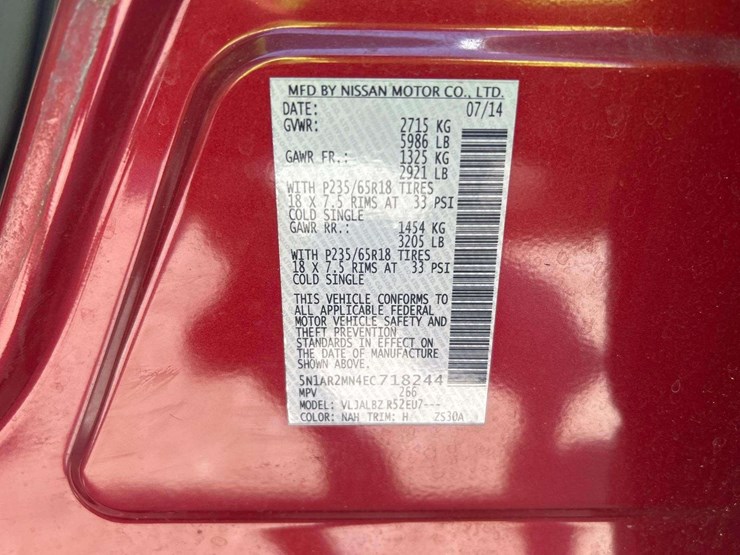 MFD BY NISSAN MOTOR CO., LTD.
DATE: 07/14
GVWR: 2715 KG
5986 LB
GAWR FR.: 1325 KG
2921 LB
WITH P235/65R18 TIRES
18 X 7.5 RIMS AT 33 PSI
COLD SINGLE
GAWR RR.: 1454 KG
3205 LB
WITH P235/65R18 TIRES
18 X 7.5 RIMS AT 33 PSI
COLD SINGLE
THIS VEHICLE CONFORMS TO
ALL APPLICABLE FEDERAL
MOTOR VEHICLE SAFETY AND
THEFT PREVENTION
STANDARDS IN EFFECT ON
THE DATE OF MANUFACTURE
SHOWN ABOVE.
5N1AR2MN4EC718244
MPV 266
MODEL: VLJALBZ R52EU7---
COLOR: NAH TRIM: H ZS30A